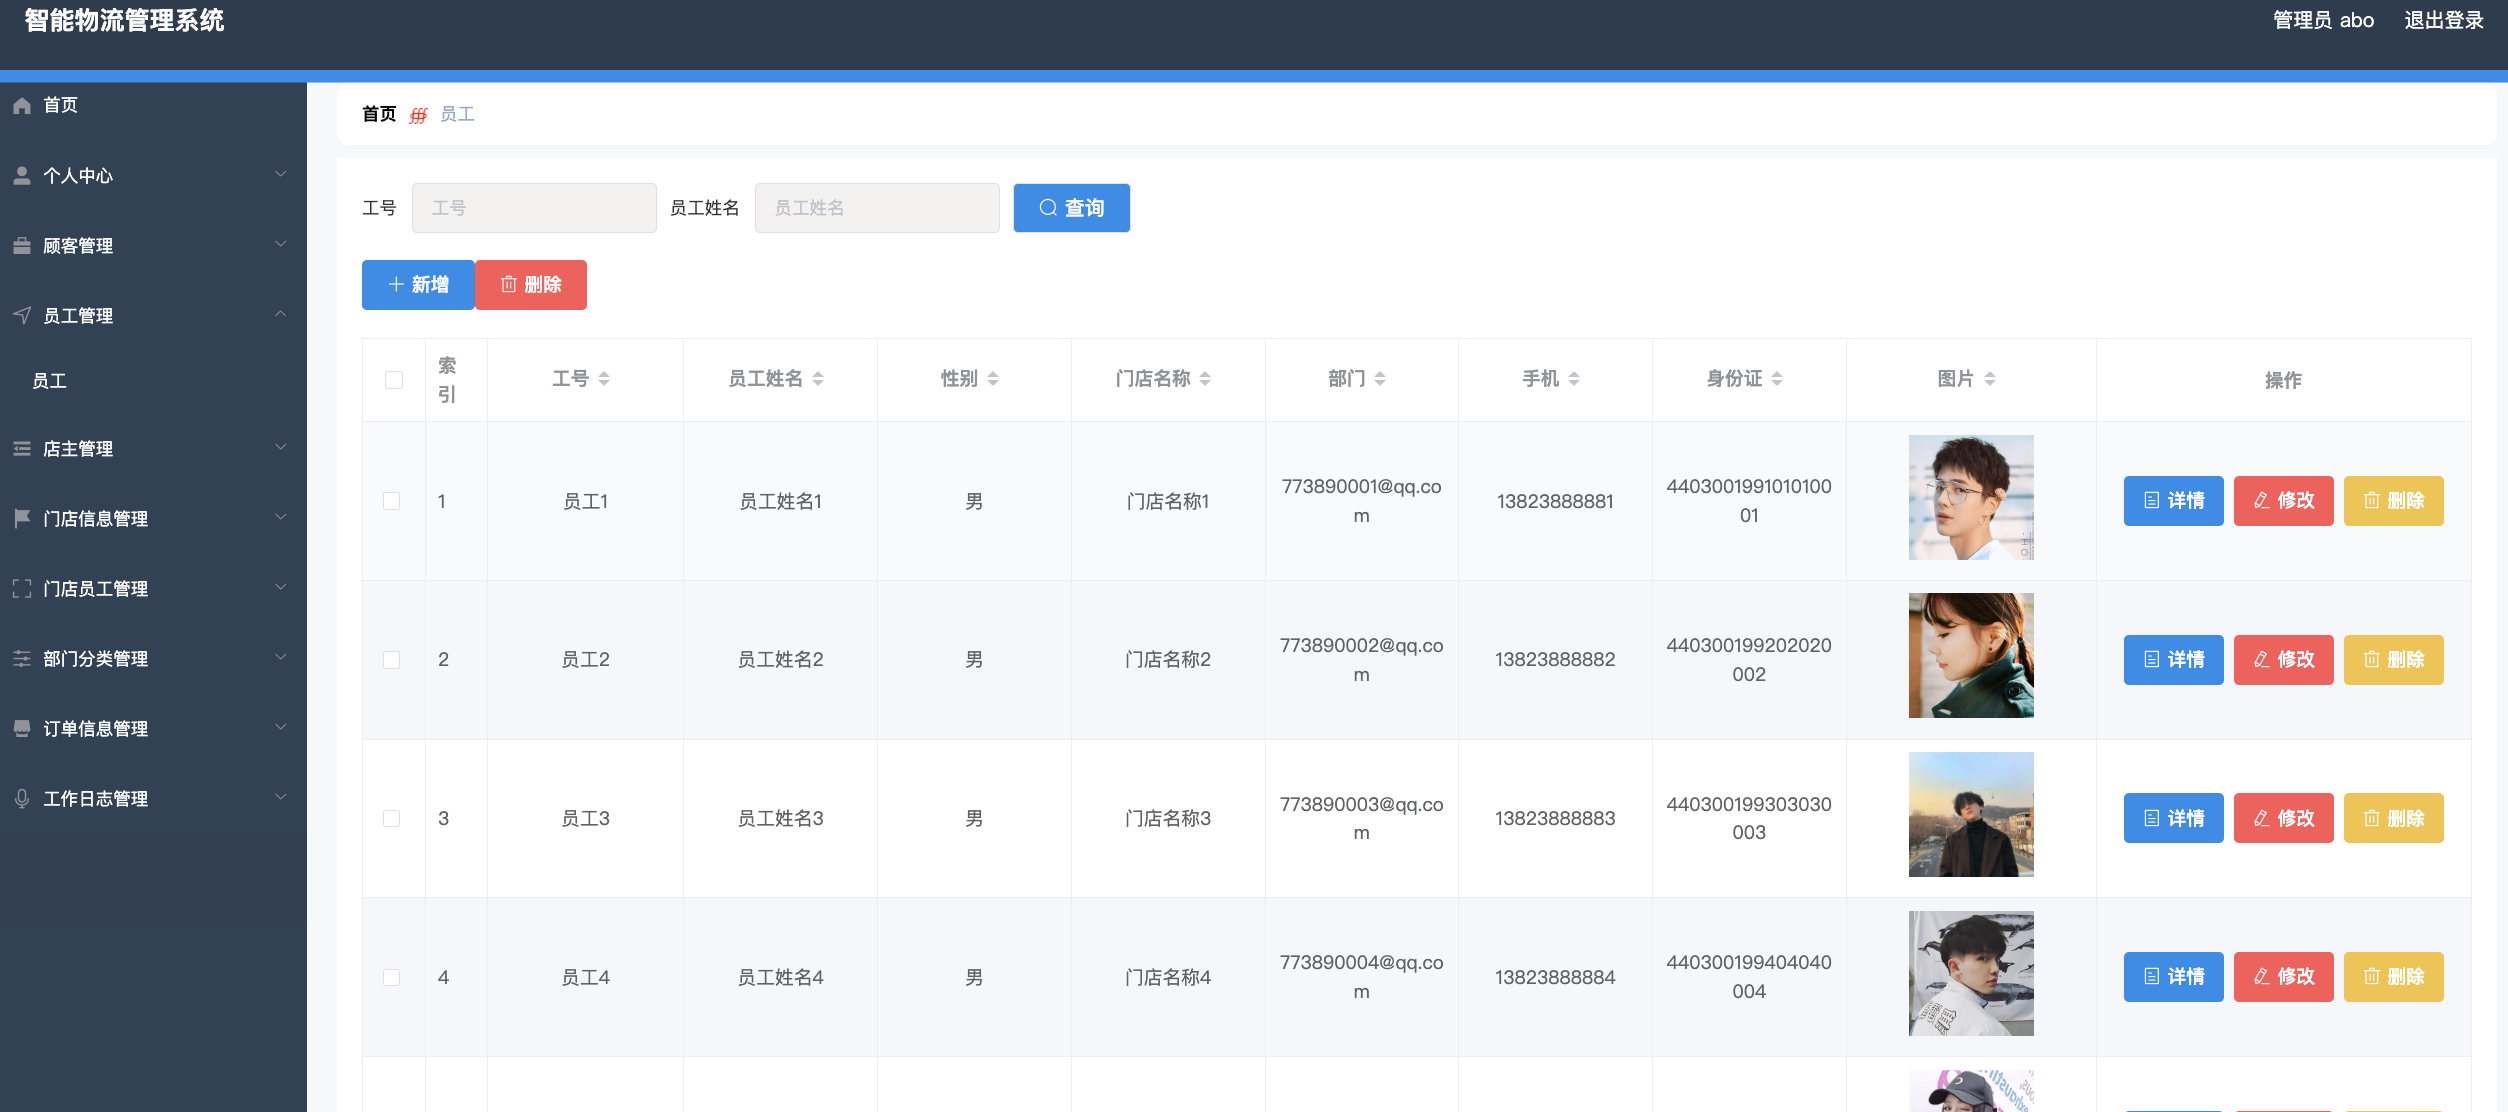 智能物流管理系统
管理员 abo 退出登录
首页
个人中心
顾客管理
员工管理
员工
店主管理
门店信息管理
门店员工管理
部门分类管理
订单信息管理
工作日志管理
首页 员工
工号 工号 员工姓名 员工姓名 查询
新增 删除
索引 工号 员工姓名 性别 门店名称 部门 手机 身份证 图片 操作
1 员工1 员工姓名1 男 门店名称1 773890001@qq.com 13823888881 440300199101010001 详情 修改 删除
2 员工2 员工姓名2 男 门店名称2 773890002@qq.com 13823888882 440300199202020002 详情 修改 删除
3 员工3 员工姓名3 男 门店名称3 773890003@qq.com 13823888883 440300199303030003 详情 修改 删除
4 员工4 员工姓名4 男 门店名称4 773890004@qq.com 13823888884 440300199404040004 详情 修改 删除